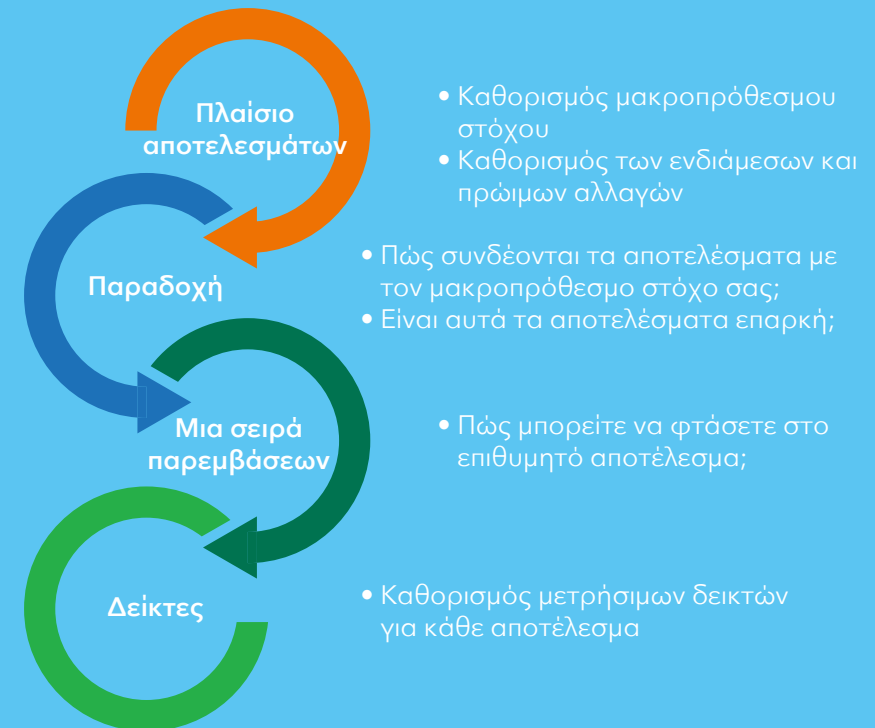 Πλαίσιο
αποτελεσμάτων
• Καθορισμός μακροπρόθεσμου
στόχου
• Καθορισμός των ενδιάμεσων και
πρώιμων αλλαγών
Παραδοχή
• Πώς συνδέονται τα αποτελέσματα με
τον μακροπρόθεσμο στόχο σας;
• Είναι αυτά τα αποτελέσματα επαρκή;
Μια σειρά
παρεμβάσεων
• Πώς μπορείτε να φτάσετε στο
επιθυμητό αποτέλεσμα;
Δείκτες
• Καθορισμός μετρήσιμων δεικτών
για κάθε αποτέλεσμα